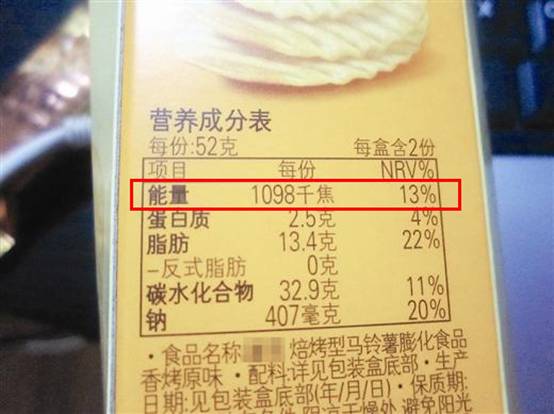 营养成分表
每份:52克 每盒含2份
项目 每份 NRV%
能量 1098千焦 13%
蛋白质 2.5克 4%
脂肪 13.4克 22%
-反式脂肪 0克
碳水化合物 32.9克 11%
钠 407毫克 20%
·食品名称 焙烤型马铃薯膨化食品
香烤原味·配料:详见包装盒底部·生产
日期:见包装盒底部(年/月/日)·保质期:
避免阳光